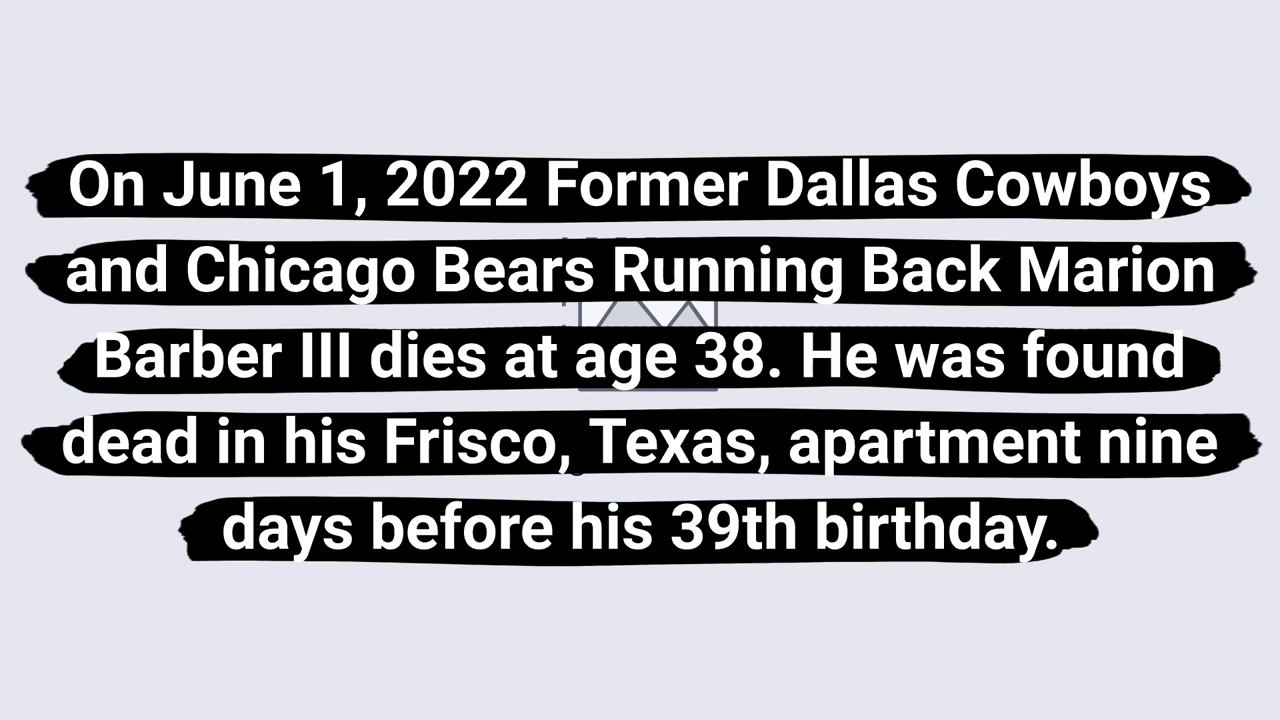 On June 1, 2022 Former Dallas Cowboys
and Chicago Bears Running Back Marion
Barber III dies at age 38. He was found
dead in his Frisco, Texas, apartment nine
days before his 39th birthday.